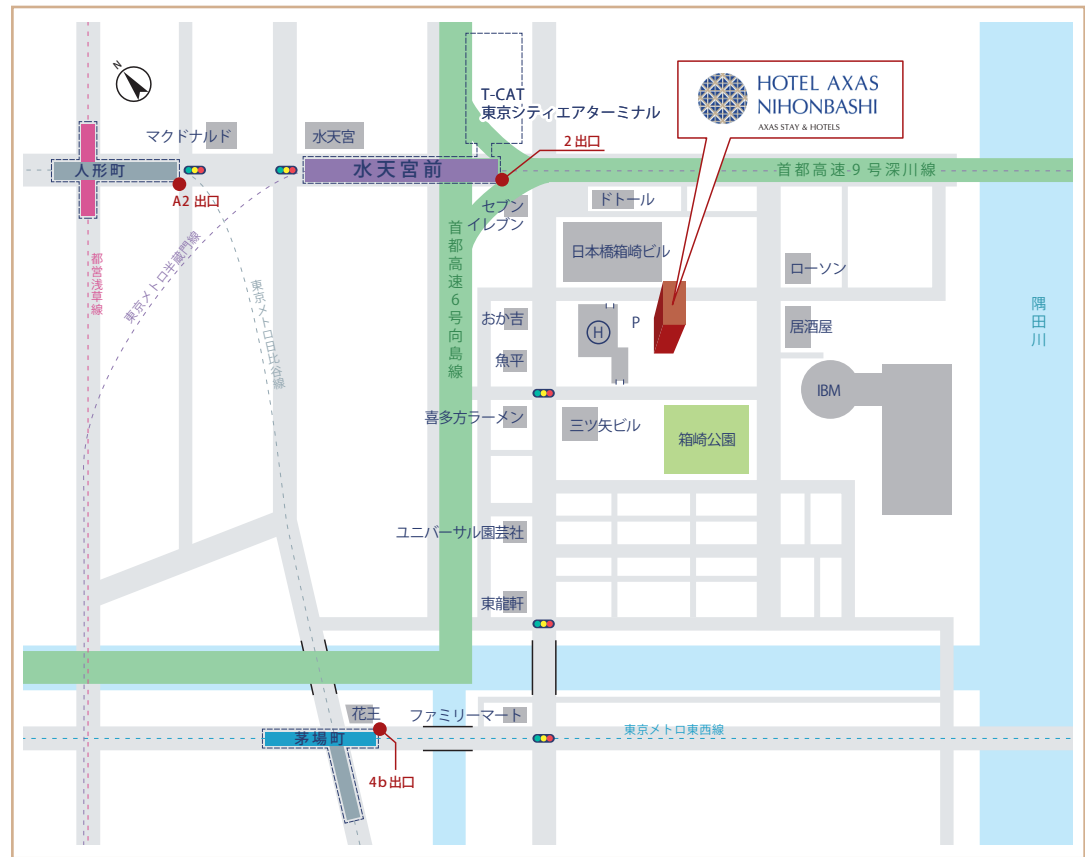 N
T-CAT
東京シティエアターミナル
HOTEL AXAS
NIHONBASHI
AXAS STAY & HOTELS
マクドナルド
水天宮
2 出口
人形町
水天宮前
首都高速 9 号深川線
A2 出口
セブン
イレブン
ドトール
首都高速6号向島線
日本橋箱崎ビル
ローソン
都営浅草線
東京メトロ半蔵門線
東京メトロ日比谷線
おか吉
H
P
居酒屋
隅田川
魚平
IBM
喜多方ラーメン
三ツ矢ビル
箱崎公園
ユニバーサル園芸社
東龍軒
花王
ファミリーマート
茅場町
東京メトロ東西線
4b 出口